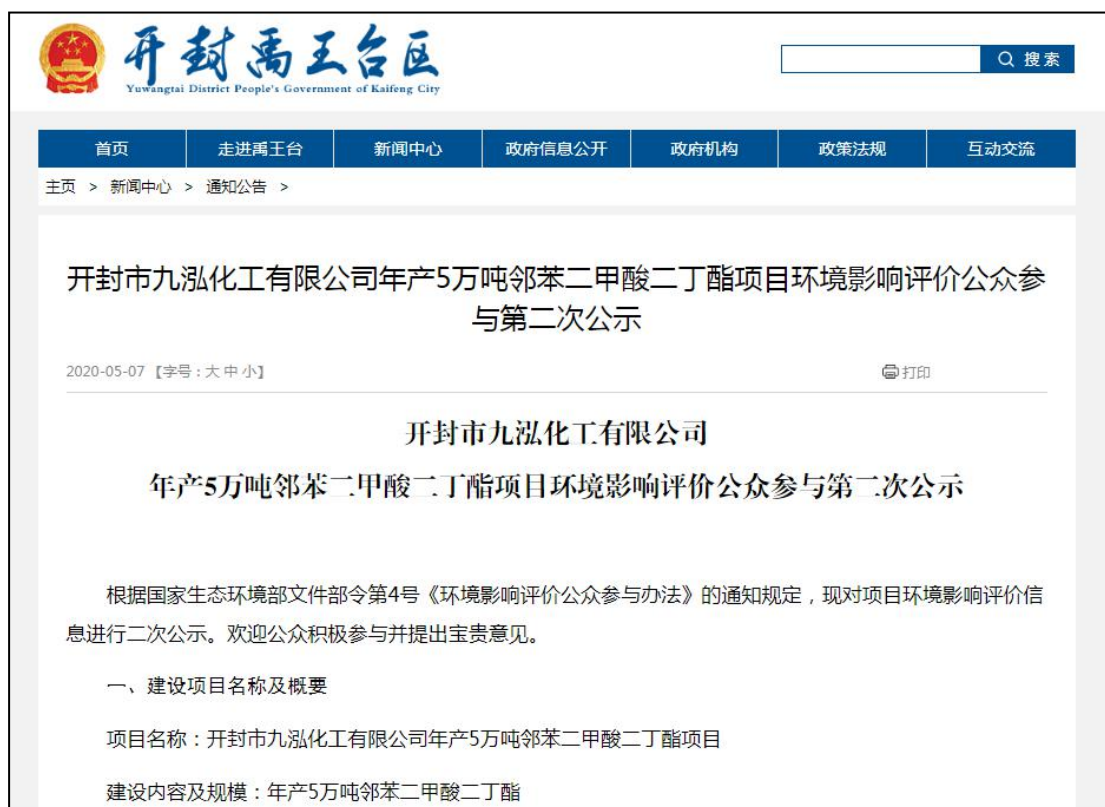 开封禹王台区
Yuwangtai District People's Government of Kaifeng City
搜索
首页 走进禹王台 新闻中心 政府信息公开 政府机构 政策法规 互动交流
主页 > 新闻中心 > 通知公告 >
开封市九泓化工有限公司年产5万吨邻苯二甲酸二丁酯项目环境影响评价公众参
与第二次公示
2020-05-07 【字号:大 中 小】 打印
开封市九泓化工有限公司
年产5万吨邻苯二甲酸二丁酯项目环境影响评价公众参与第二次公示
根据国家生态环境部文件部令第4号《环境影响评价公众参与办法》的通知规定，现对项目环境影响评价信
息进行二次公示。欢迎公众积极参与并提出宝贵意见。
一、建设项目名称及概要
项目名称：开封市九泓化工有限公司年产5万吨邻苯二甲酸二丁酯项目
建设内容及规模：年产5万吨邻苯二甲酸二丁酯